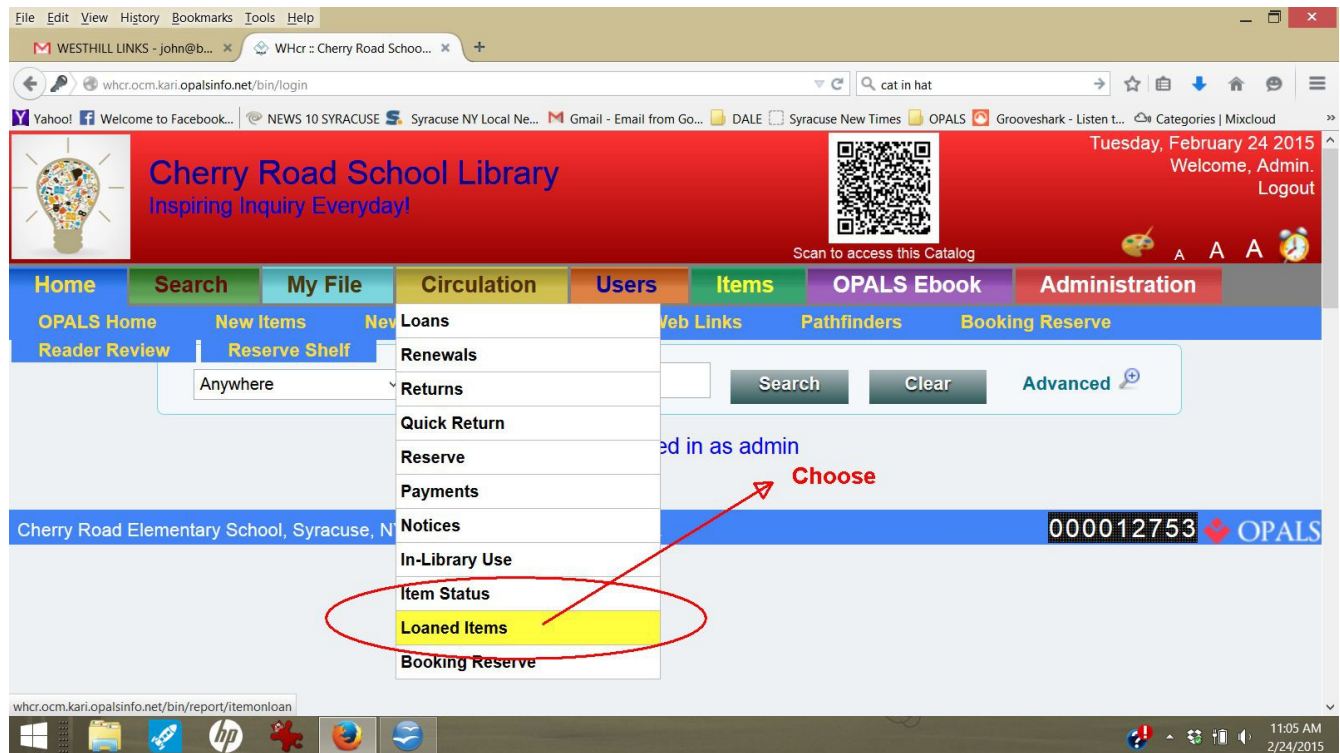 File Edit View History Bookmarks Tools Help
WESTHILL LINKS - john@b... × WHcr :: Cherry Road Schoo... × +
whcr.ocm.kari.opalsinfo.net/bin/login cat in hat
Yahoo! Welcome to Facebook... NEWS 10 SYRACUSE Syracuse NY Local Ne... Gmail - Email from Go... DALE Syracuse New Times OPALS Grooveshark - Listen t... Categories | Mixcloud »
Tuesday, February 24 2015
Welcome, Admin.
Logout
Cherry Road School Library
Inspiring Inquiry Everyday!
Scan to access this Catalog
A A A
Home Search My File Circulation Users Items OPALS Ebook Administration
OPALS Home New Items New Web Links Pathfinders Booking Reserve
Reader Review Reserve Shelf
Anywhere Search Clear Advanced
Loans
Renewals
Returns
Quick Return
Reserve
Payments
Notices
In-Library Use
Item Status
Loaned Items
Booking Reserve
ed in as admin
Choose
Cherry Road Elementary School, Syracuse, N
000012753 OPALS
whcr.ocm.kari.opalsinfo.net/bin/report/itemonloan
hp
11:05 AM
2/24/2015